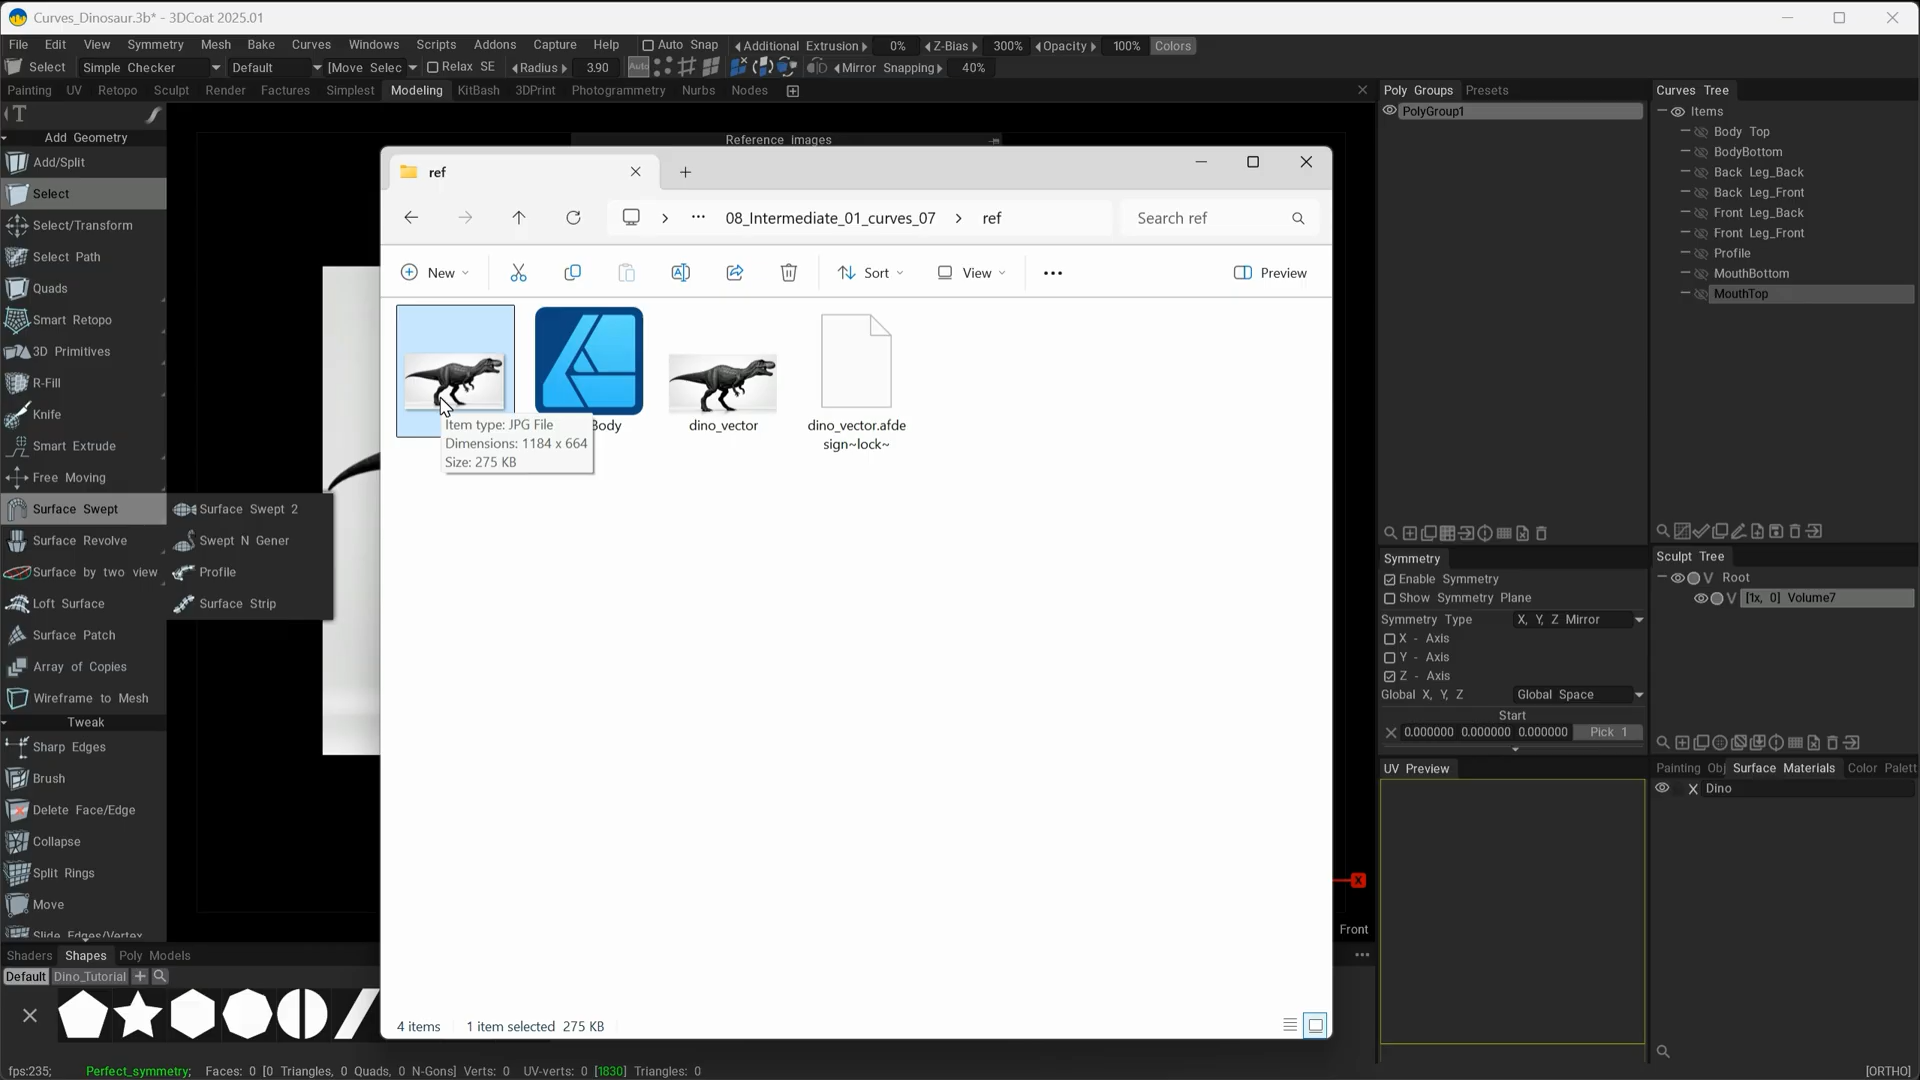 Curves_Dinosaur.3b* - 3DCoat 2025.01
File Edit View Symmetry Mesh Bake Curves Windows Scripts Addons Capture Help Auto Snap Additional Extrusion 0% Z-Bias 300% Opacity 100% Colors
Select Simple Checker Default [Move Selec Relax SE Radius 3.90 Auto Mirror Snapping 40%
Painting UV Retopo Sculpt Render Factures Simplest Modeling KitBash 3DPrint Photogrammetry Nurbs Nodes
Poly Groups Presets
Curves Tree
T
Add Geometry
Add/Split
Select
Select/Transform
Select Path
Quads
Smart Retopo
3D Primitives
R-Fill
Knife
Smart Extrude
Free Moving
Surface Swept
Surface Revolve
Surface by two view
Loft Surface
Surface Patch
Array of Copies
Wireframe to Mesh
Tweak
Sharp Edges
Brush
Delete Face/Edge
Collapse
Split Rings
Move
Slide Edges/Vertex
Surface Swept 2
Swept N Gener
Profile
Surface Strip
Reference images
ref
08_Intermediate_01_curves_07 > ref
Search ref
New Sort View Preview
Body
dino_vector
dino_vector.afde
sign~lock~
Item type: JPG File
Dimensions: 1184 x 664
Size: 275 KB
4 items 1 item selected 275 KB
X
Front
PolyGroup1
Items
Body Top
BodyBottom
Back Leg_Back
Back Leg_Front
Front Leg_Back
Front Leg_Front
Profile
MouthBottom
MouthTop
Symmetry
Enable Symmetry
Show Symmetry Plane
Symmetry Type X, Y, Z Mirror
X - Axis
Y - Axis
Z - Axis
Global X, Y, Z Global Space
Start
0.000000 0.000000 0.000000 Pick 1
Sculpt Tree
V Root
V [1x, 0] Volume7
UV Preview
Painting Obj Surface Materials Color Palett
Dino
Shaders Shapes Poly Models
Default Dino_Tutorial
fps:235; Perfect_symmetry; Faces: 0 [0 Triangles, 0 Quads, 0 N-Gons] Verts: 0 UV-verts: 0 [1830] Triangles: 0
[ORTHO]